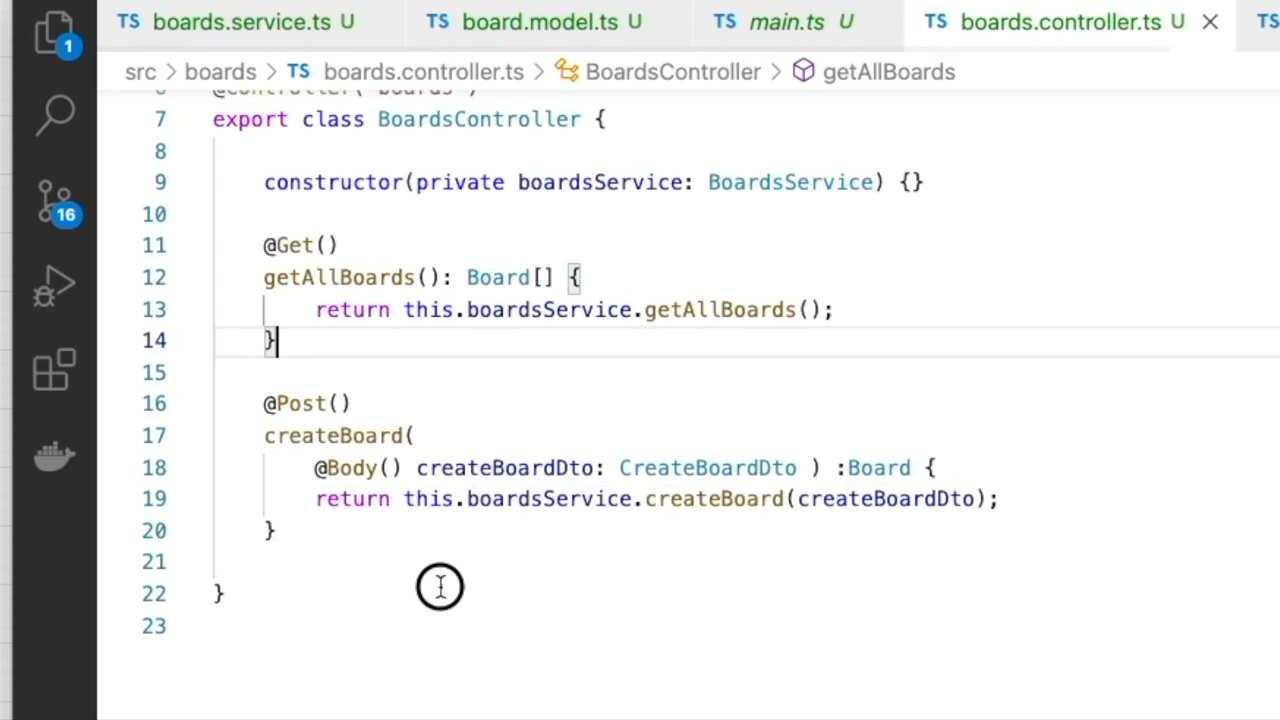 TS boards.service.ts U TS board.model.ts U TS main.ts U TS boards.controller.ts U TS
src > boards > TS boards.controller.ts > BoardsController > getAllBoards
1
16
7 export class BoardsController {
8
9 constructor(private boardsService: BoardsService) {}
10
11 @Get()
12 getAllBoards(): Board[] {
13 return this.boardsService.getAllBoards();
14 }
15
16 @Post()
17 createBoard(
18 @Body() createBoardDto: CreateBoardDto ) :Board {
19 return this.boardsService.createBoard(createBoardDto);
20 }
21
22 }
23